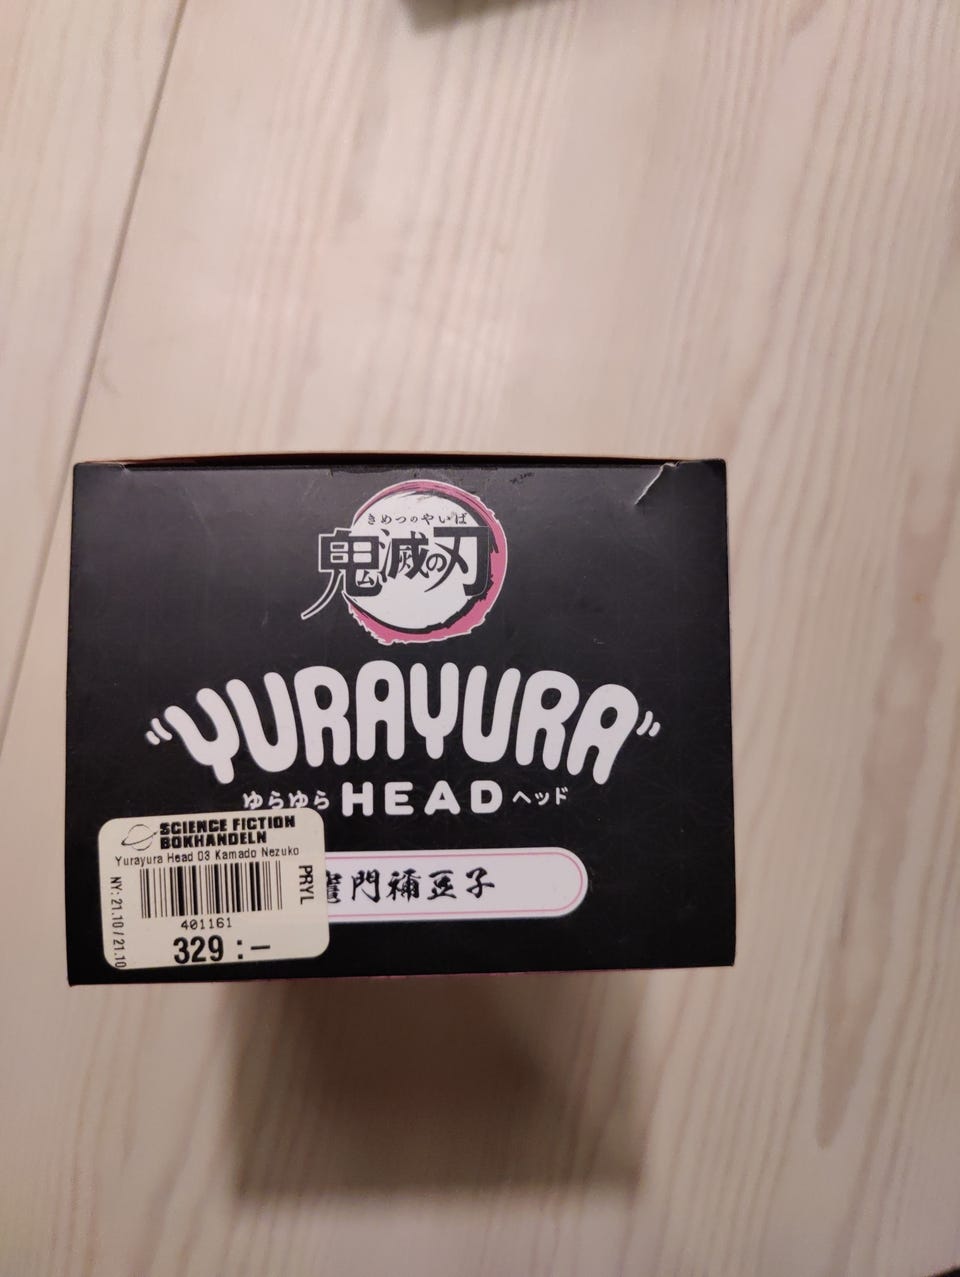 きめつのやいば
鬼滅の刃
"YURAYURA"
ゆらゆら HEAD ヘッド
竈門禰豆子
SCIENCE FICTION
BOKHANDELN
Yurayura Head 03 Kamado Nezuko
PRYL
NY: 21.10 / 21.10
401161
329 :-